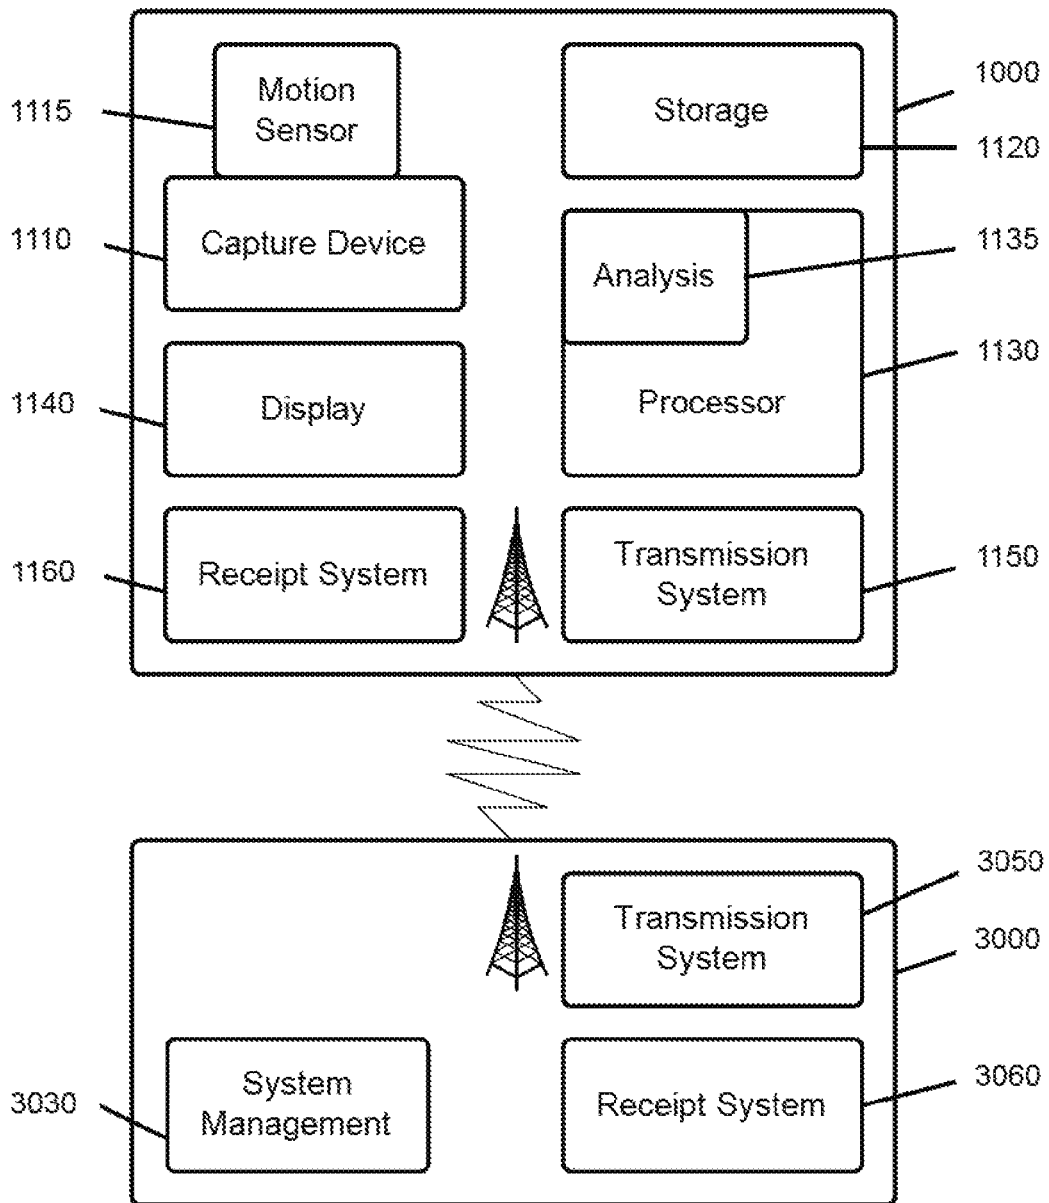 Motion
Sensor
1115
Storage
1000
1120
Capture Device
1110
Analysis
1135
Processor
1130
Display
1140
Receipt System
1160
Transmission
System
1150
Transmission
System
3050
3000
System
Management
3030
Receipt System
3060